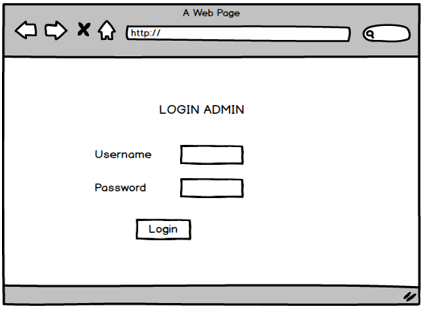 A Web Page
http://
LOGIN ADMIN
Username
Password
Login